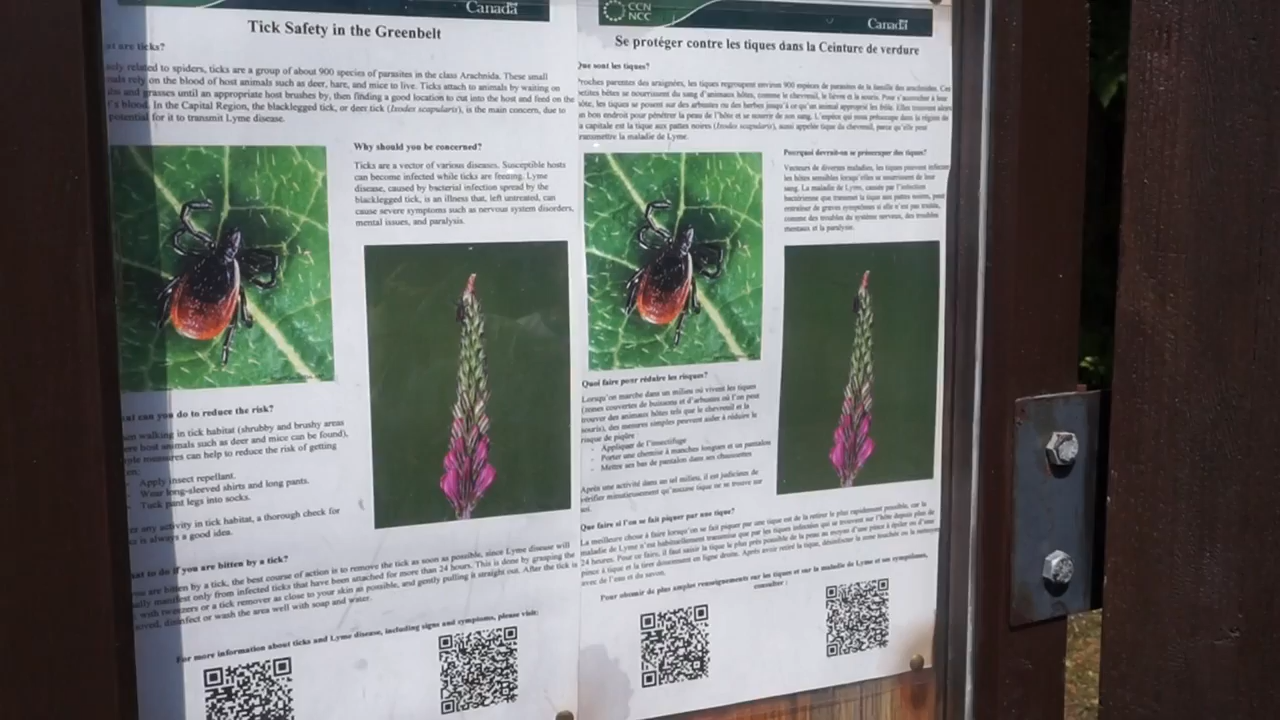 Canada
Tick Safety in the Greenbelt
at are ticks?
related to spiders, ticks are a group of about 900 species of parasites in the class Arachnida. These small
rely on the blood of host animals such as deer, hare, and mice to live. Ticks attach to animals by waiting on
and grasses until an appropriate host brushes by, then finding a good location to cut into the host and feed on the
blood. In the Capital Region, the blacklegged tick, or deer tick (Ixodes scapularis), is the main concern, due to
potential for it to transmit Lyme disease.
Why should you be concerned?
Ticks are a vector of various diseases. Susceptible hosts
can become infected while ticks are feeding. Lyme
disease, caused by bacterial infection spread by the
blacklegged tick, is an illness that, left untreated, can
cause severe symptoms such as nervous system disorders,
mental issues, and paralysis.
at can you do to reduce the risk?
walking in tick habitat (shrubby and brushy areas
host animals such as deer and mice can be found),
measures can help to reduce the risk of getting
- Apply insect repellant.
- Wear long-sleeved shirts and long pants.
- Tuck pant legs into socks.
any activity in tick habitat, a thorough check for
is always a good idea.
to do if you are bitten by a tick?
are bitten by a tick, the best course of action is to remove the tick as soon as possible, since Lyme disease will
manifest only from infected ticks that have been attached for more than 24 hours. This is done by grasping the
with tweezers or a tick remover as close to your skin as possible, and gently pulling it straight out. After the tick is
disinfect or wash the area well with soap and water.
For more information about ticks and Lyme disease, including signs and symptoms, please visit:
CCN
NCC
Canada
Se protéger contre les tiques dans la Ceinture de verdure
Que sont les tiques?
Proches parentes des araignées, les tiques regroupent environ 900 espèces de parasites de la famille des arachnides. Ces
petites bêtes se nourrissent du sang d'animaux hôtes, comme le chevreuil, le lièvre et la souris. Pour s'accrocher à leur
hôte, les tiques se posent sur des arbustes ou des herbes jusqu'à ce qu'un animal approprié les frôle. Elles trouvent alors
un bon endroit pour pénétrer la peau de l'hôte et se nourrir de son sang. L'espèce qui nous préoccupe dans la région de
la capitale est la tique aux pattes noires (Ixodes scapularis), aussi appelée tique du chevreuil, parce qu'elle peut
transmettre la maladie de Lyme.
Pourquoi devrait-on se préoccuper des tiques?
Vecteurs de diverses maladies, les tiques peuvent infecter
les hôtes sensibles lorsqu'elles se nourrissent de leur
sang. La maladie de Lyme, causée par l'infection
bactérienne que transmet la tique aux pattes noires, peut
entraîner de graves symptômes si elle n'est pas traitée,
comme des troubles du système nerveux, des troubles
mentaux et la paralysie.
Quoi faire pour réduire les risques?
Lorsqu'on marche dans un milieu où vivent les tiques
(zones couvertes de buissons et d'arbustes où l'on peut
trouver des animaux hôtes tels que le chevreuil et la
souris), des mesures simples peuvent aider à réduire le
risque de piqûre :
- Appliquer de l'insectifuge
- Porter une chemise à manches longues et un pantalon
- Mettre ses bas de pantalon dans ses chaussettes
Après une activité dans un tel milieu, il est judicieux de
vérifier minutieusement qu'aucune tique ne se trouve sur
soi.
Que faire si l'on se fait piquer par une tique?
La meilleure chose à faire lorsqu'on se fait piquer par une tique est de la retirer le plus rapidement possible, car la
maladie de Lyme n'est habituellement transmise que par les tiques infectées qui se trouvent sur l'hôte depuis plus de
24 heures. Pour ce faire, il faut saisir la tique le plus près possible de la peau au moyen d'une pince à épiler ou d'une
pince à tique et la tirer doucement en ligne droite. Après avoir retiré la tique, désinfecter la zone touchée ou la nettoyer
avec de l'eau et du savon.
Pour obtenir de plus amples renseignements sur les tiques et sur la maladie de Lyme et ses symptômes,
consulter :